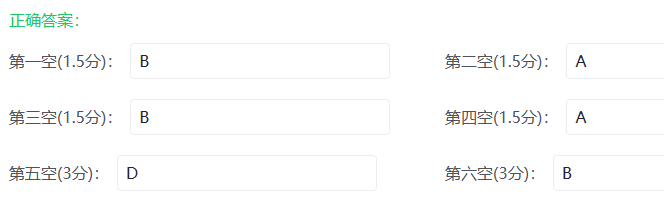 正确答案：
第一空(1.5分)： B 第二空(1.5分)： A
第三空(1.5分)： B 第四空(1.5分)： A
第五空(3分)： D 第六空(3分)： B